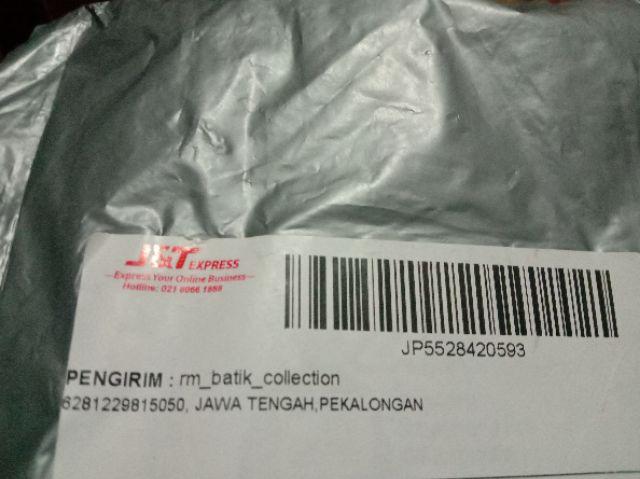 J&T EXPRESS
Express Your Online Business
Hotline: 021 8066 1888
JP5528420593
PENGIRIM : rm_batik_collection
6281229815050, JAWA TENGAH,PEKALONGAN